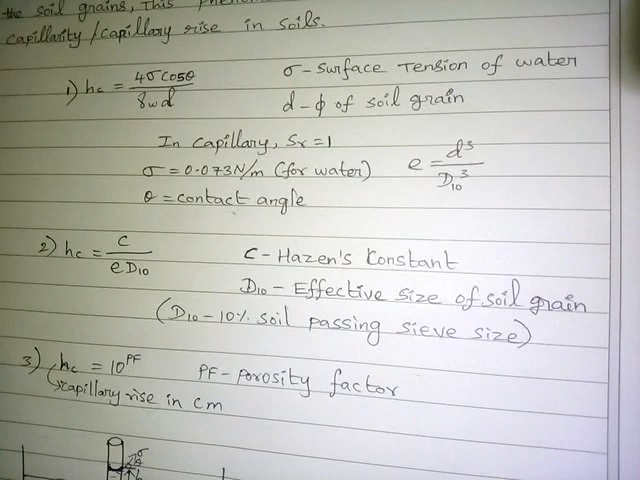 the soil grains, This pheno
Capillarity / capillary rise in soils.
1) hc = 4σcosθ / γw d σ - surface Tension of water
d - ϕ of soil grain
In capillary, Sr = 1
σ = 0.073N/m (for water) e = d³ / D₁₀³
θ = contact angle
2) hc = C / e D₁₀ C - Hazen's Constant
D₁₀ - Effective size of soil grain
(D₁₀ - 10% soil passing sieve size)
3) hc = 10^PF PF - Porosity factor
capillary rise in cm